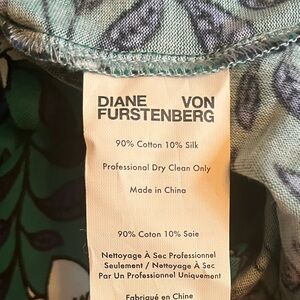 DIANE VON
FURSTENBERG
90% Cotton 10% Silk
Professional Dry Clean Only
Made in China
90% Coton 10% Soie
Nettoyage À Sec Professionnel
Seulement / Nettoyage À Sec
Par Un Professionnel Uniquement
Fabriqué en Chine